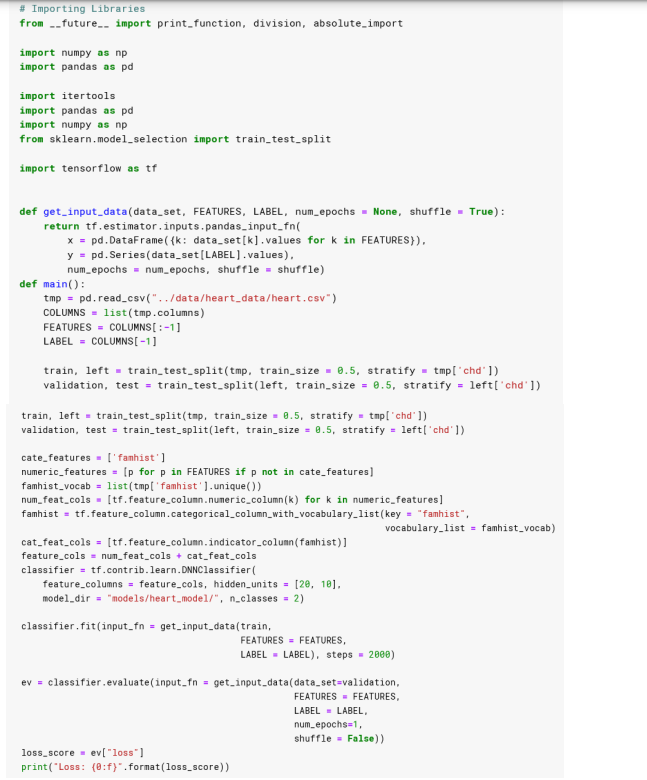 # Importing Libraries
from __future__ import print_function, division, absolute_import
import numpy as np
import pandas as pd
import itertools
import pandas as pd
import numpy as np
from sklearn.model_selection import train_test_split
import tensorflow as tf
def get_input_data(data_set, FEATURES, LABEL, num_epochs = None, shuffle = True):
    return tf.estimator.inputs.pandas_input_fn(
        x = pd.DataFrame({k: data_set[k].values for k in FEATURES}),
        y = pd.Series(data_set[LABEL].values),
        num_epochs = num_epochs, shuffle = shuffle)
def main():
    tmp = pd.read_csv("../data/heart_data/heart.csv")
    COLUMNS = list(tmp.columns)
    FEATURES = COLUMNS[:-1]
    LABEL = COLUMNS[-1]
    train, left = train_test_split(tmp, train_size = 0.5, stratify = tmp['chd'])
    validation, test = train_test_split(left, train_size = 0.5, stratify = left['chd'])
train, left = train_test_split(tmp, train_size = 0.5, stratify = tmp['chd'])
validation, test = train_test_split(left, train_size = 0.5, stratify = left['chd'])
cate_features = ['famhist']
numeric_features = [p for p in FEATURES if p not in cate_features]
famhist_vocab = list(tmp['famhist'].unique())
num_feat_cols = [tf.feature_column.numeric_column(k) for k in numeric_features]
famhist = tf.feature_column.categorical_column_with_vocabulary_list(key = "famhist",
                                                                    vocabulary_list = famhist_vocab)
cat_feat_cols = [tf.feature_column.indicator_column(famhist)]
feature_cols = num_feat_cols + cat_feat_cols
classifier = tf.contrib.learn.DNNClassifier(
    feature_columns = feature_cols, hidden_units = [20, 10],
    model_dir = "models/heart_model/", n_classes = 2)
classifier.fit(input_fn = get_input_data(train,
                                         FEATURES = FEATURES,
                                         LABEL = LABEL), steps = 2000)
ev = classifier.evaluate(input_fn = get_input_data(data_set=validation,
                                                   FEATURES = FEATURES,
                                                   LABEL = LABEL,
                                                   num_epochs=1,
                                                   shuffle = False))
loss_score = ev["loss"]
print("Loss: {0:f}".format(loss_score))